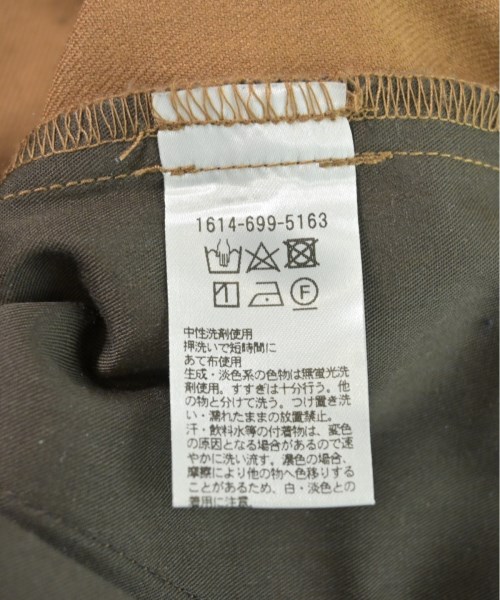 1614-699-5163
F
中性洗剤使用
押洗いで短時間に
あて布使用
生成・淡色系の色物は無蛍光洗
剤使用。すすぎは十分行う。他
の物と分けて洗う。つけ置き洗
い・濡れたままの放置禁止。
汗・飲料水等の付着物は、変色
の原因となる場合があるので速
やかに洗い流す。濃色の場合、
摩擦により他の物へ色移りする
ことがあるため、白・淡色との
着用に注意。